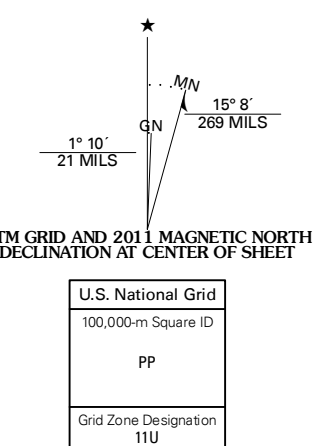 ★
MN
15° 8´
269 MILS
GN
1° 10´
21 MILS
TM GRID AND 2011 MAGNETIC NORTH
DECLINATION AT CENTER OF SHEET
U.S. National Grid
100,000-m Square ID
PP
Grid Zone Designation
11U